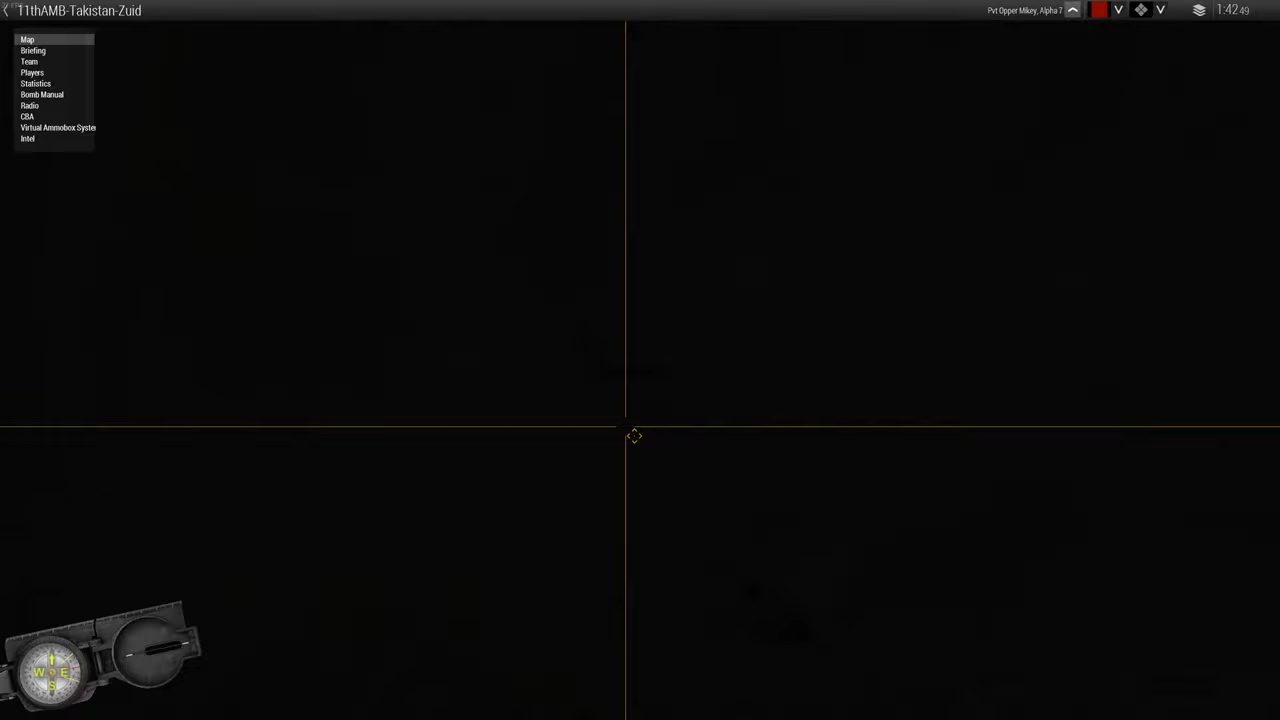 11thAMB-Takistan-Zuid
Pvt Opper Mikey, Alpha 7
1:42 49
Map
Briefing
Team
Players
Statistics
Bomb Manual
Radio
CBA
Virtual Ammobox Syste
Intel
W E
S